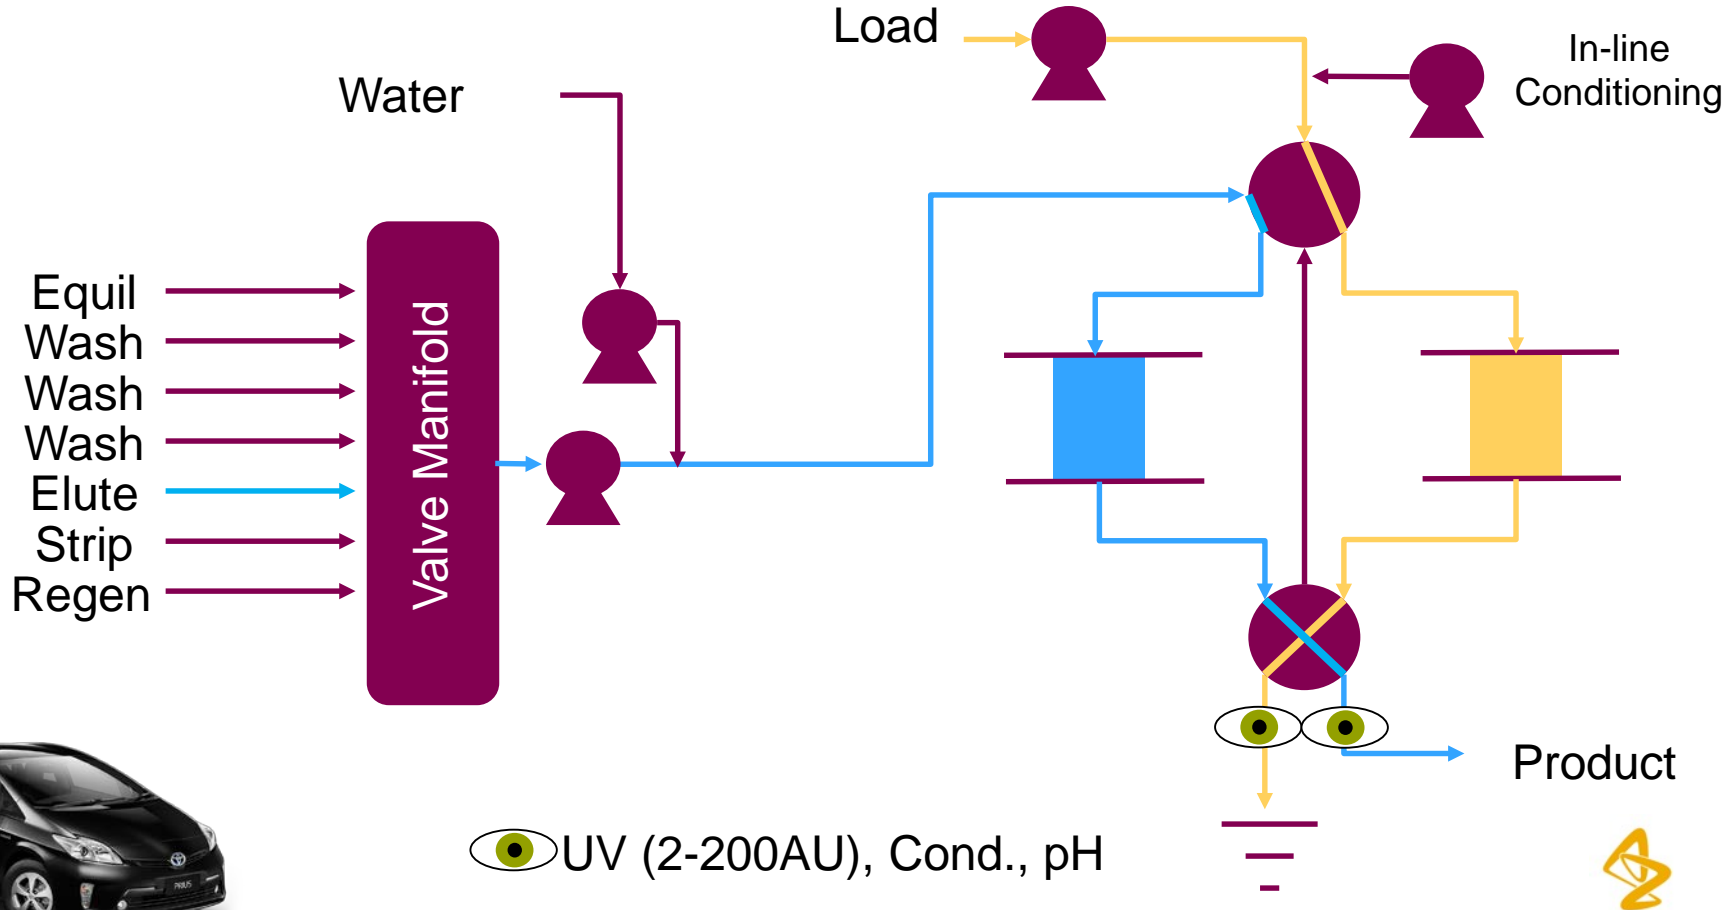 Load
In-line
Conditioning
Water
Equil
Wash
Wash
Wash
Elute
Strip
Regen
Valve Manifold
Product
UV (2-200AU), Cond., pH
PRIUS